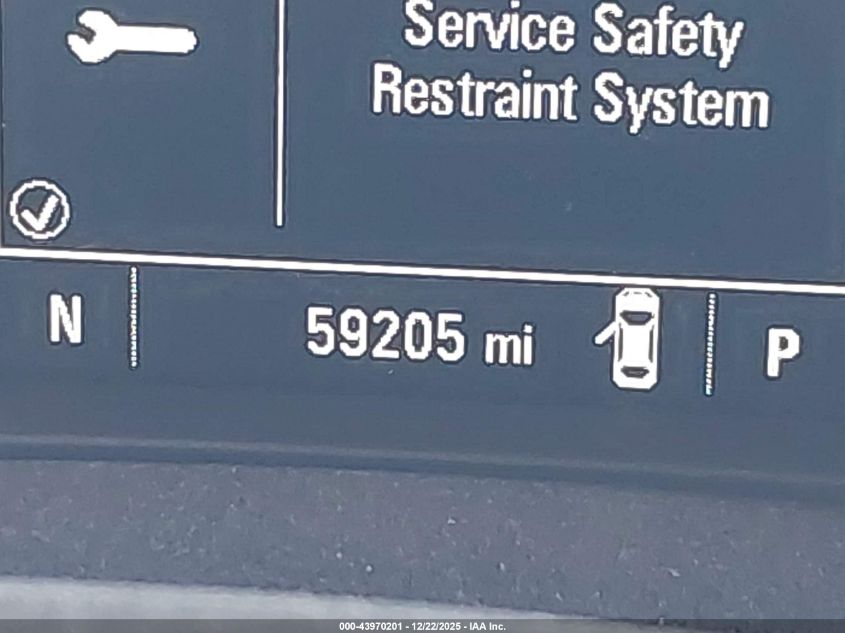 Service Safety
Restraint System
N 59205 mi P
000-43970201 - 12/22/2025 - IAA Inc.